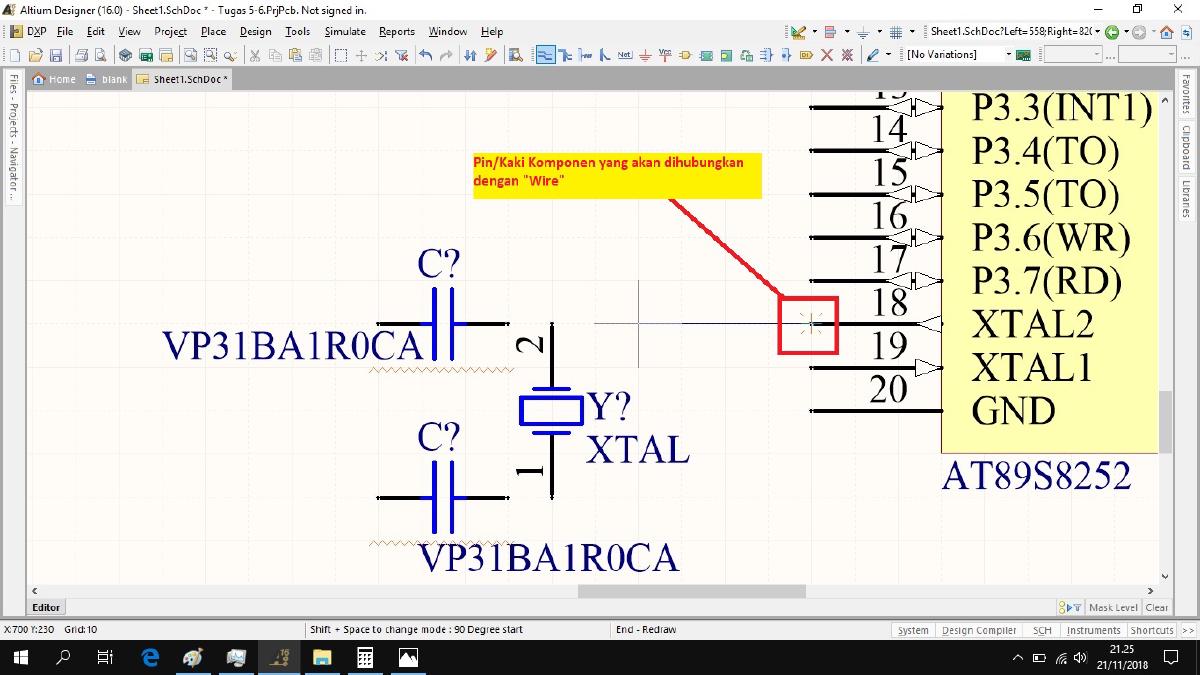 Altium Designer (16.0) - Sheet1.SchDoc * - Tugas 5-6.PrjPcb. Not signed in.
DXP File Edit View Project Place Design Tools Simulate Reports Window Help
Sheet1.SchDoc?Left=558;Right=820
Net Vcc [No Variations]
Home blank Sheet1.SchDoc *
Files - Projects - Navigator ...
Favorites
Clipboard
Libraries
P3.3(INT1)
14
P3.4(TO)
Pin/Kaki Komponen yang akan dihubungkan
dengan "Wire"
15
P3.5(TO)
16
P3.6(WR)
17
P3.7(RD)
C?
18
XTAL2
VP31BA1R0CA
2
19
XTAL1
20
GND
Y?
XTAL
C?
1
AT89S8252
VP31BA1R0CA
Editor
Mask Level Clear
X:700 Y:230 Grid:10
Shift + Space to change mode : 90 Degree start
End - Redraw
System Design Compiler SCH Instruments Shortcuts >>
21.25
21/11/2018